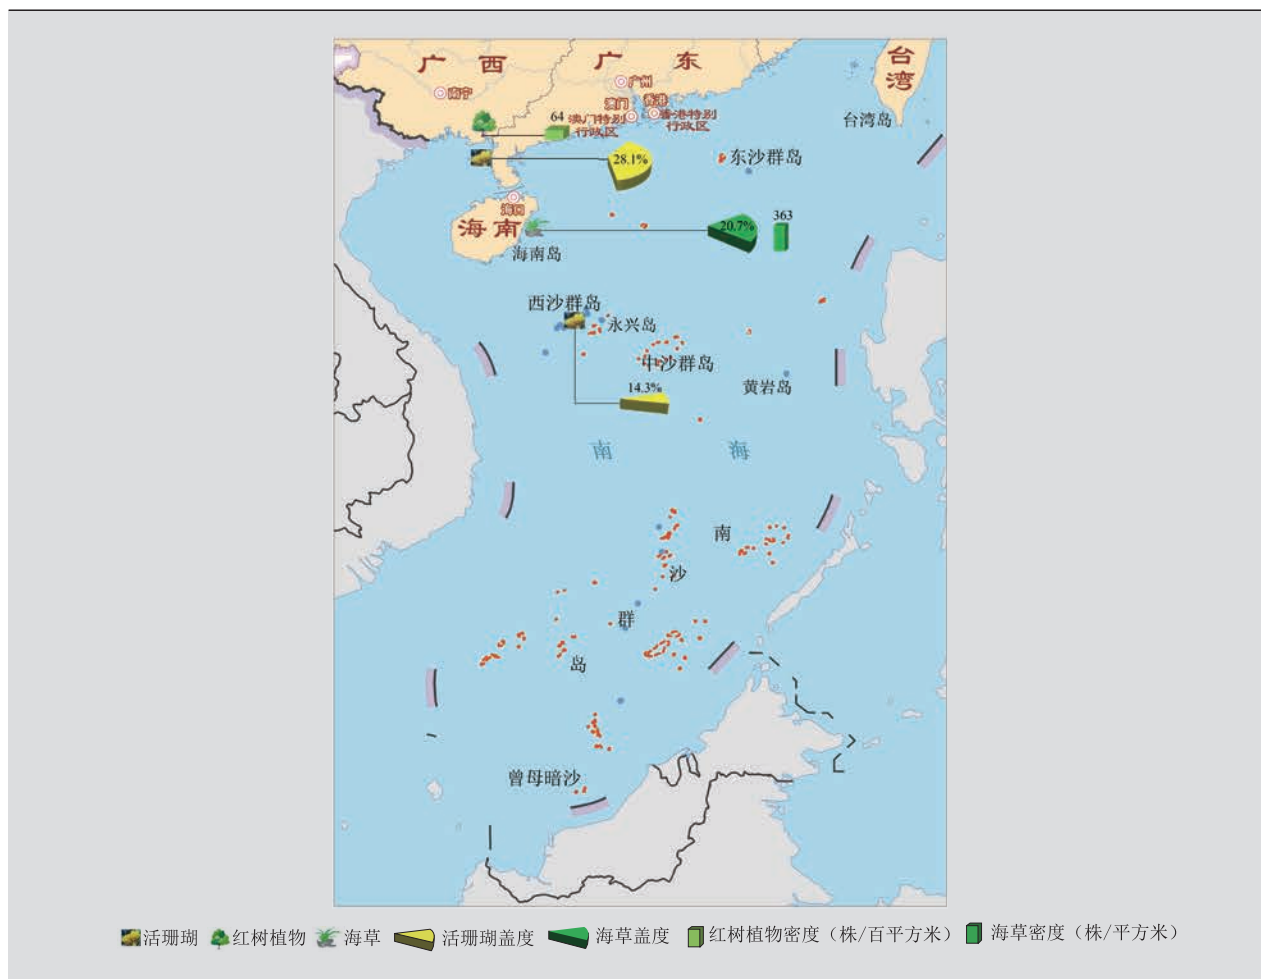 广 西
广 东
台
湾
南宁
广州
64
澳门
香港
澳门特别
行政区
香港特别
行政区
台湾岛
28.1%
东沙群岛
海口
海南
20.7%
363
海南岛
西沙群岛
永兴岛
中沙群岛
14.3%
黄岩岛
南 海
南
沙
群
岛
曾母暗沙
活珊瑚 红树植物 海草 活珊瑚盖度 海草盖度 红树植物密度（株/百平方米） 海草密度（株/平方米）